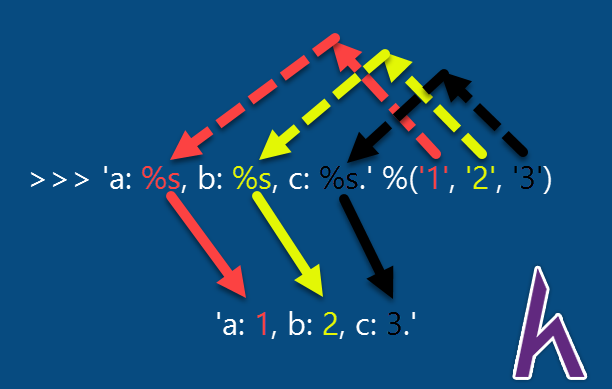 >>> 'a: %s, b: %s, c: %s.' %('1', '2', '3')
'a: 1, b: 2, c: 3.'